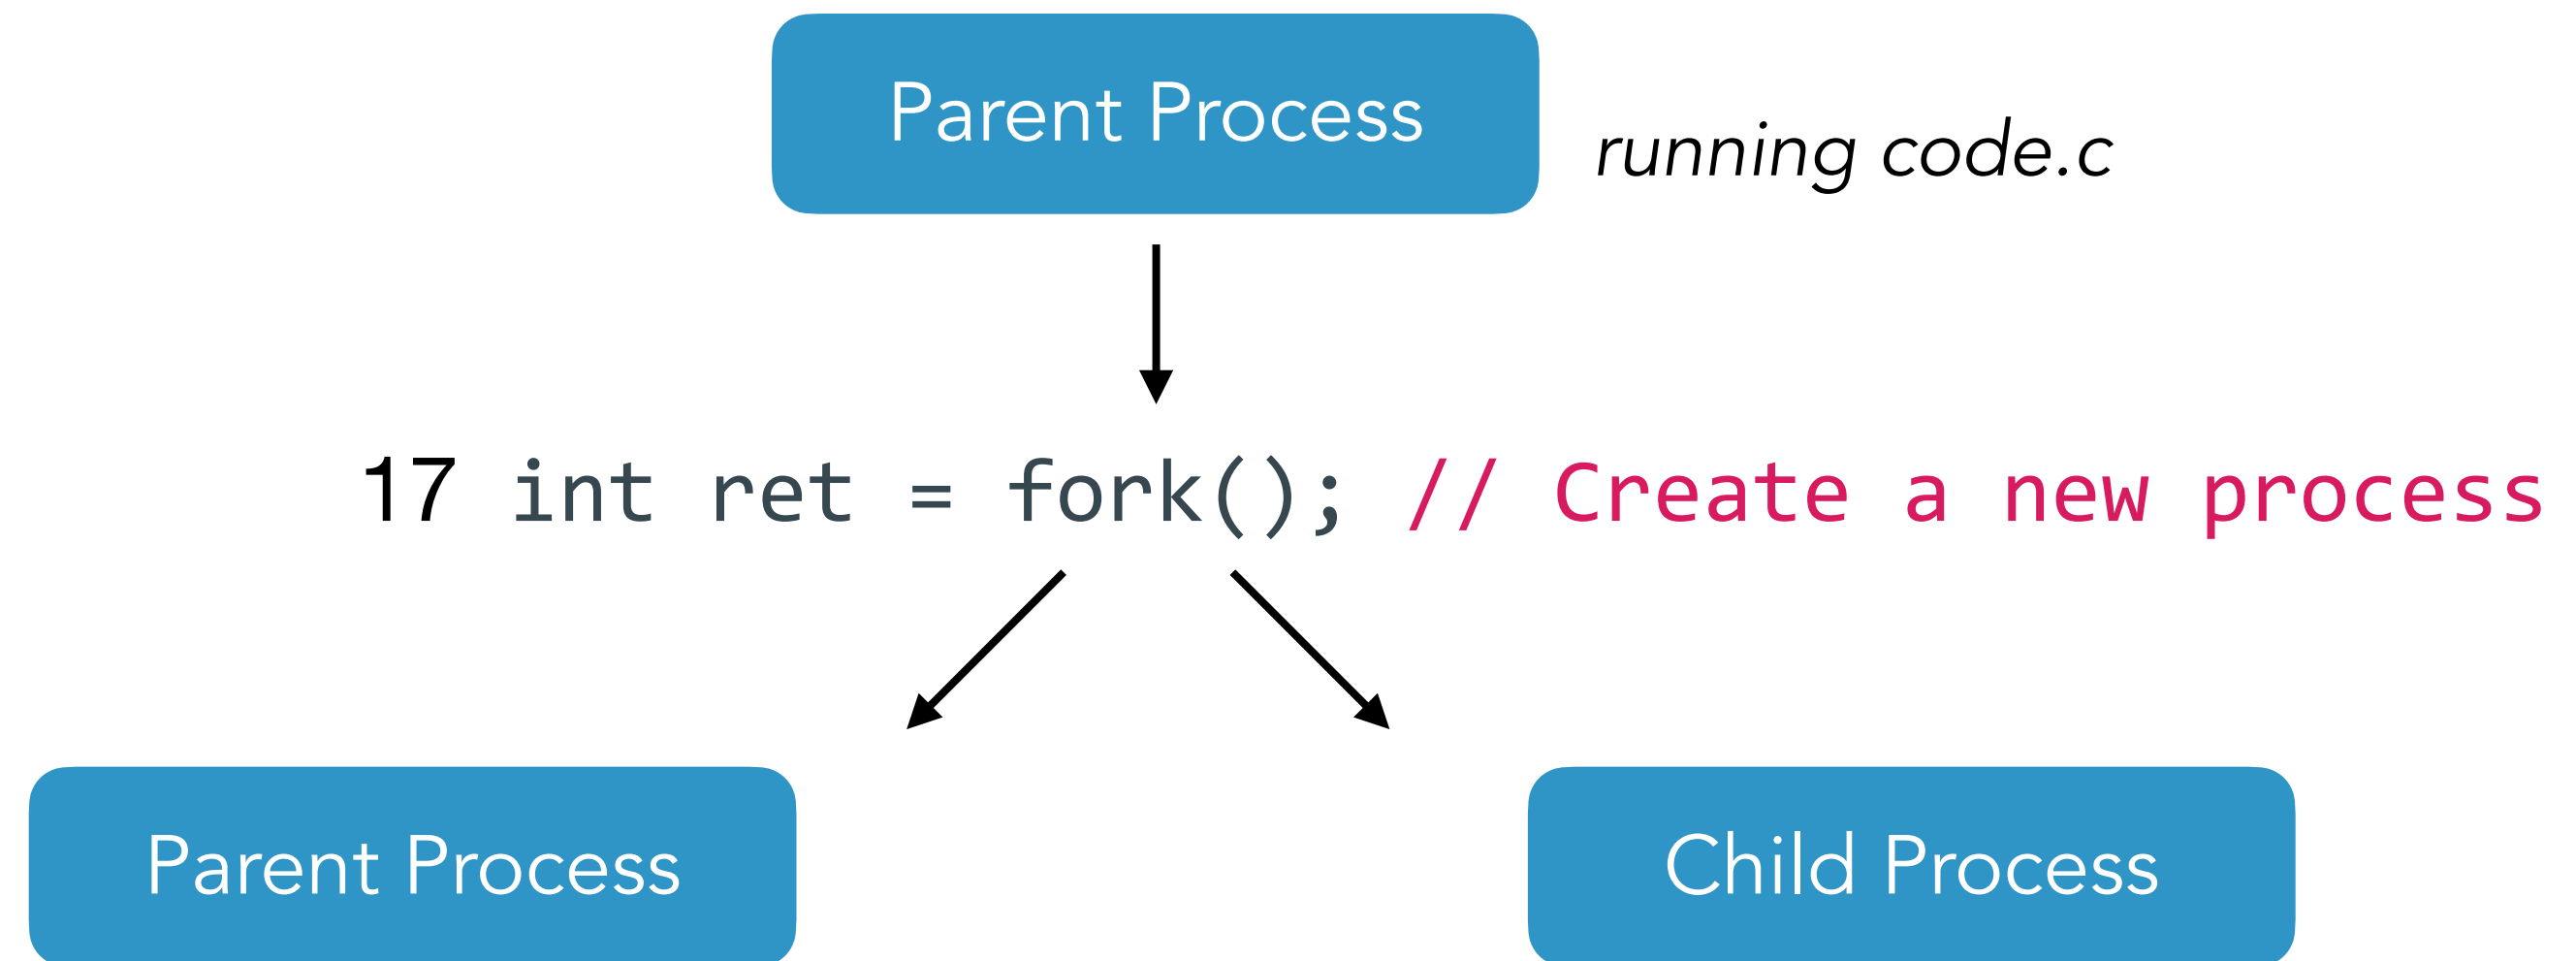 Parent Process
running code.c
17 int ret = fork(); // Create a new process
Parent Process
Child Process